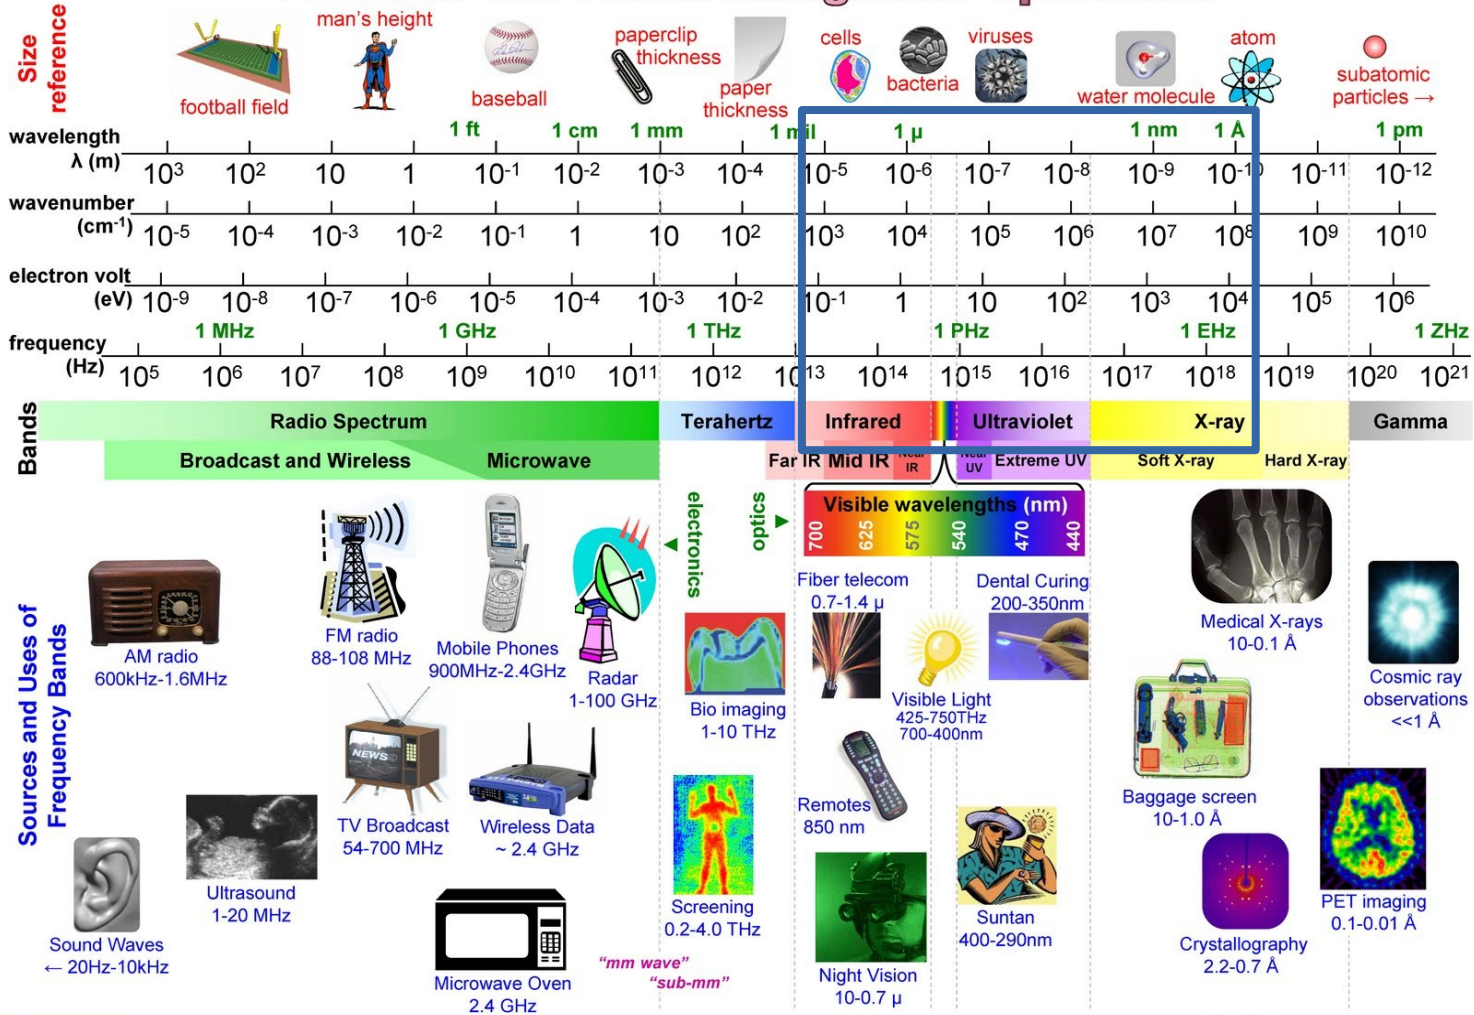 Size reference
football field
man's height
baseball
paperclip thickness
paper thickness
cells
bacteria
viruses
water molecule
atom
subatomic particles →
1 ft 1 cm 1 mm 1 mil 1 µ 1 nm 1 Å 1 pm
wavelength λ (m)
10³ 10² 10 1 10⁻¹ 10⁻² 10⁻³ 10⁻⁴ 10⁻⁵ 10⁻⁶ 10⁻⁷ 10⁻⁸ 10⁻⁹ 10⁻¹⁰ 10⁻¹¹ 10⁻¹²
wavenumber (cm⁻¹)
10⁻⁵ 10⁻⁴ 10⁻³ 10⁻² 10⁻¹ 1 10 10² 10³ 10⁴ 10⁵ 10⁶ 10⁷ 10⁸ 10⁹ 10¹⁰
electron volt (eV)
10⁻⁹ 10⁻⁸ 10⁻⁷ 10⁻⁶ 10⁻⁵ 10⁻⁴ 10⁻³ 10⁻² 10⁻¹ 1 10 10² 10³ 10⁴ 10⁵ 10⁶
1 MHz 1 GHz 1 THz 1 PHz 1 EHz 1 ZHz
frequency (Hz)
10⁵ 10⁶ 10⁷ 10⁸ 10⁹ 10¹⁰ 10¹¹ 10¹² 10¹³ 10¹⁴ 10¹⁵ 10¹⁶ 10¹⁷ 10¹⁸ 10¹⁹ 10²⁰ 10²¹
Bands
Radio Spectrum Terahertz Infrared Ultraviolet X-ray Gamma
Broadcast and Wireless Microwave Far IR Mid IR Near IR Near UV Extreme UV Soft X-ray Hard X-ray
electronics
optics
Visible wavelengths (nm)
700 625 575 540 470 440
Sources and Uses of Frequency Bands
AM radio
600kHz-1.6MHz
FM radio
88-108 MHz
Mobile Phones
900MHz-2.4GHz
Radar
1-100 GHz
Bio imaging
1-10 THz
Fiber telecom
0.7-1.4 µ
Visible Light
425-750THz
700-400nm
Dental Curing
200-350nm
Medical X-rays
10-0.1 Å
Cosmic ray
observations
<<1 Å
Sound Waves
← 20Hz-10kHz
Ultrasound
1-20 MHz
NEWS
TV Broadcast
54-700 MHz
Wireless Data
~ 2.4 GHz
Microwave Oven
2.4 GHz
"mm wave"
"sub-mm"
Screening
0.2-4.0 THz
Remotes
850 nm
Night Vision
10-0.7 µ
Suntan
400-290nm
Baggage screen
10-1.0 Å
Crystallography
2.2-0.7 Å
PET imaging
0.1-0.01 Å